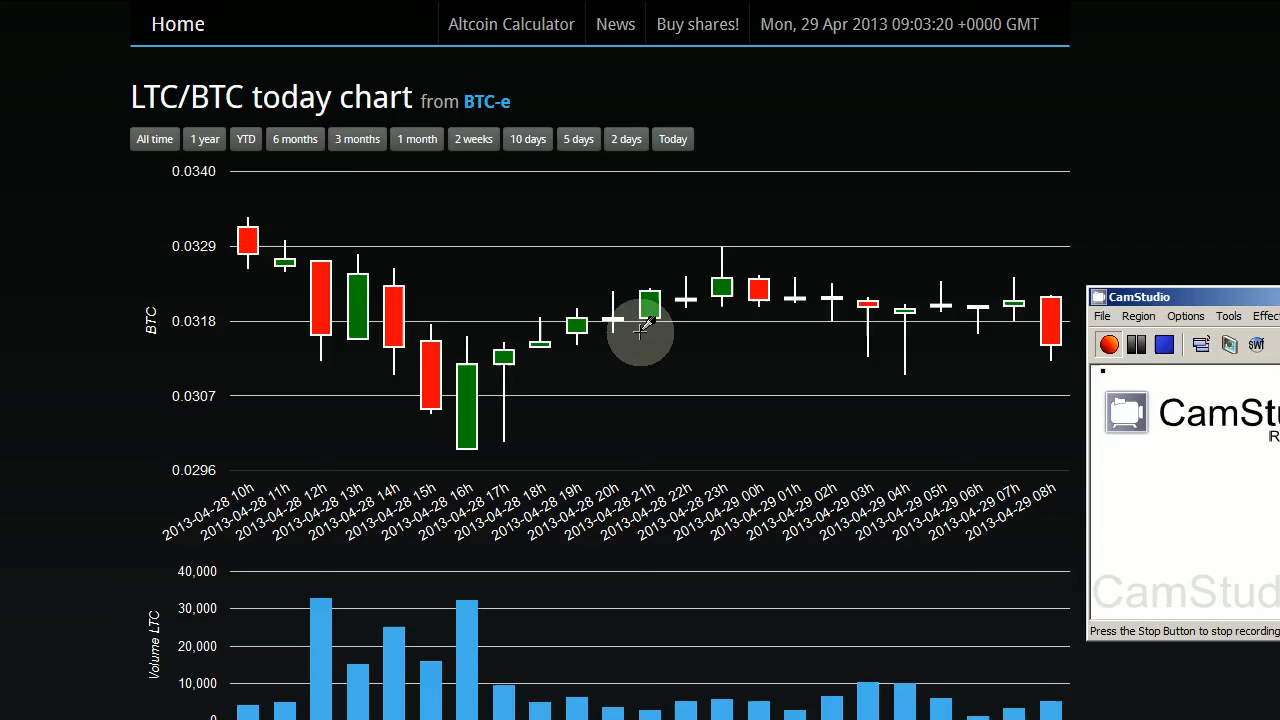 Home Altcoin Calculator News Buy shares! Mon, 29 Apr 2013 09:03:20 +0000 GMT
LTC/BTC today chart from BTC-e
All time 1 year YTD 6 months 3 months 1 month 2 weeks 10 days 5 days 2 days Today
0.0340
0.0329
0.0318
0.0307
0.0296
BTC
2013-04-28 10h
2013-04-28 11h
2013-04-28 12h
2013-04-28 13h
2013-04-28 14h
2013-04-28 15h
2013-04-28 16h
2013-04-28 17h
2013-04-28 18h
2013-04-28 19h
2013-04-28 20h
2013-04-28 21h
2013-04-28 22h
2013-04-28 23h
2013-04-29 00h
2013-04-29 01h
2013-04-29 02h
2013-04-29 03h
2013-04-29 04h
2013-04-29 05h
2013-04-29 06h
2013-04-29 07h
2013-04-29 08h
40,000
30,000
20,000
10,000
0
Volume LTC
CamStudio
File Region Options Tools Effec
SWF
CamStu
R
CamStud
Press the Stop Button to stop recording